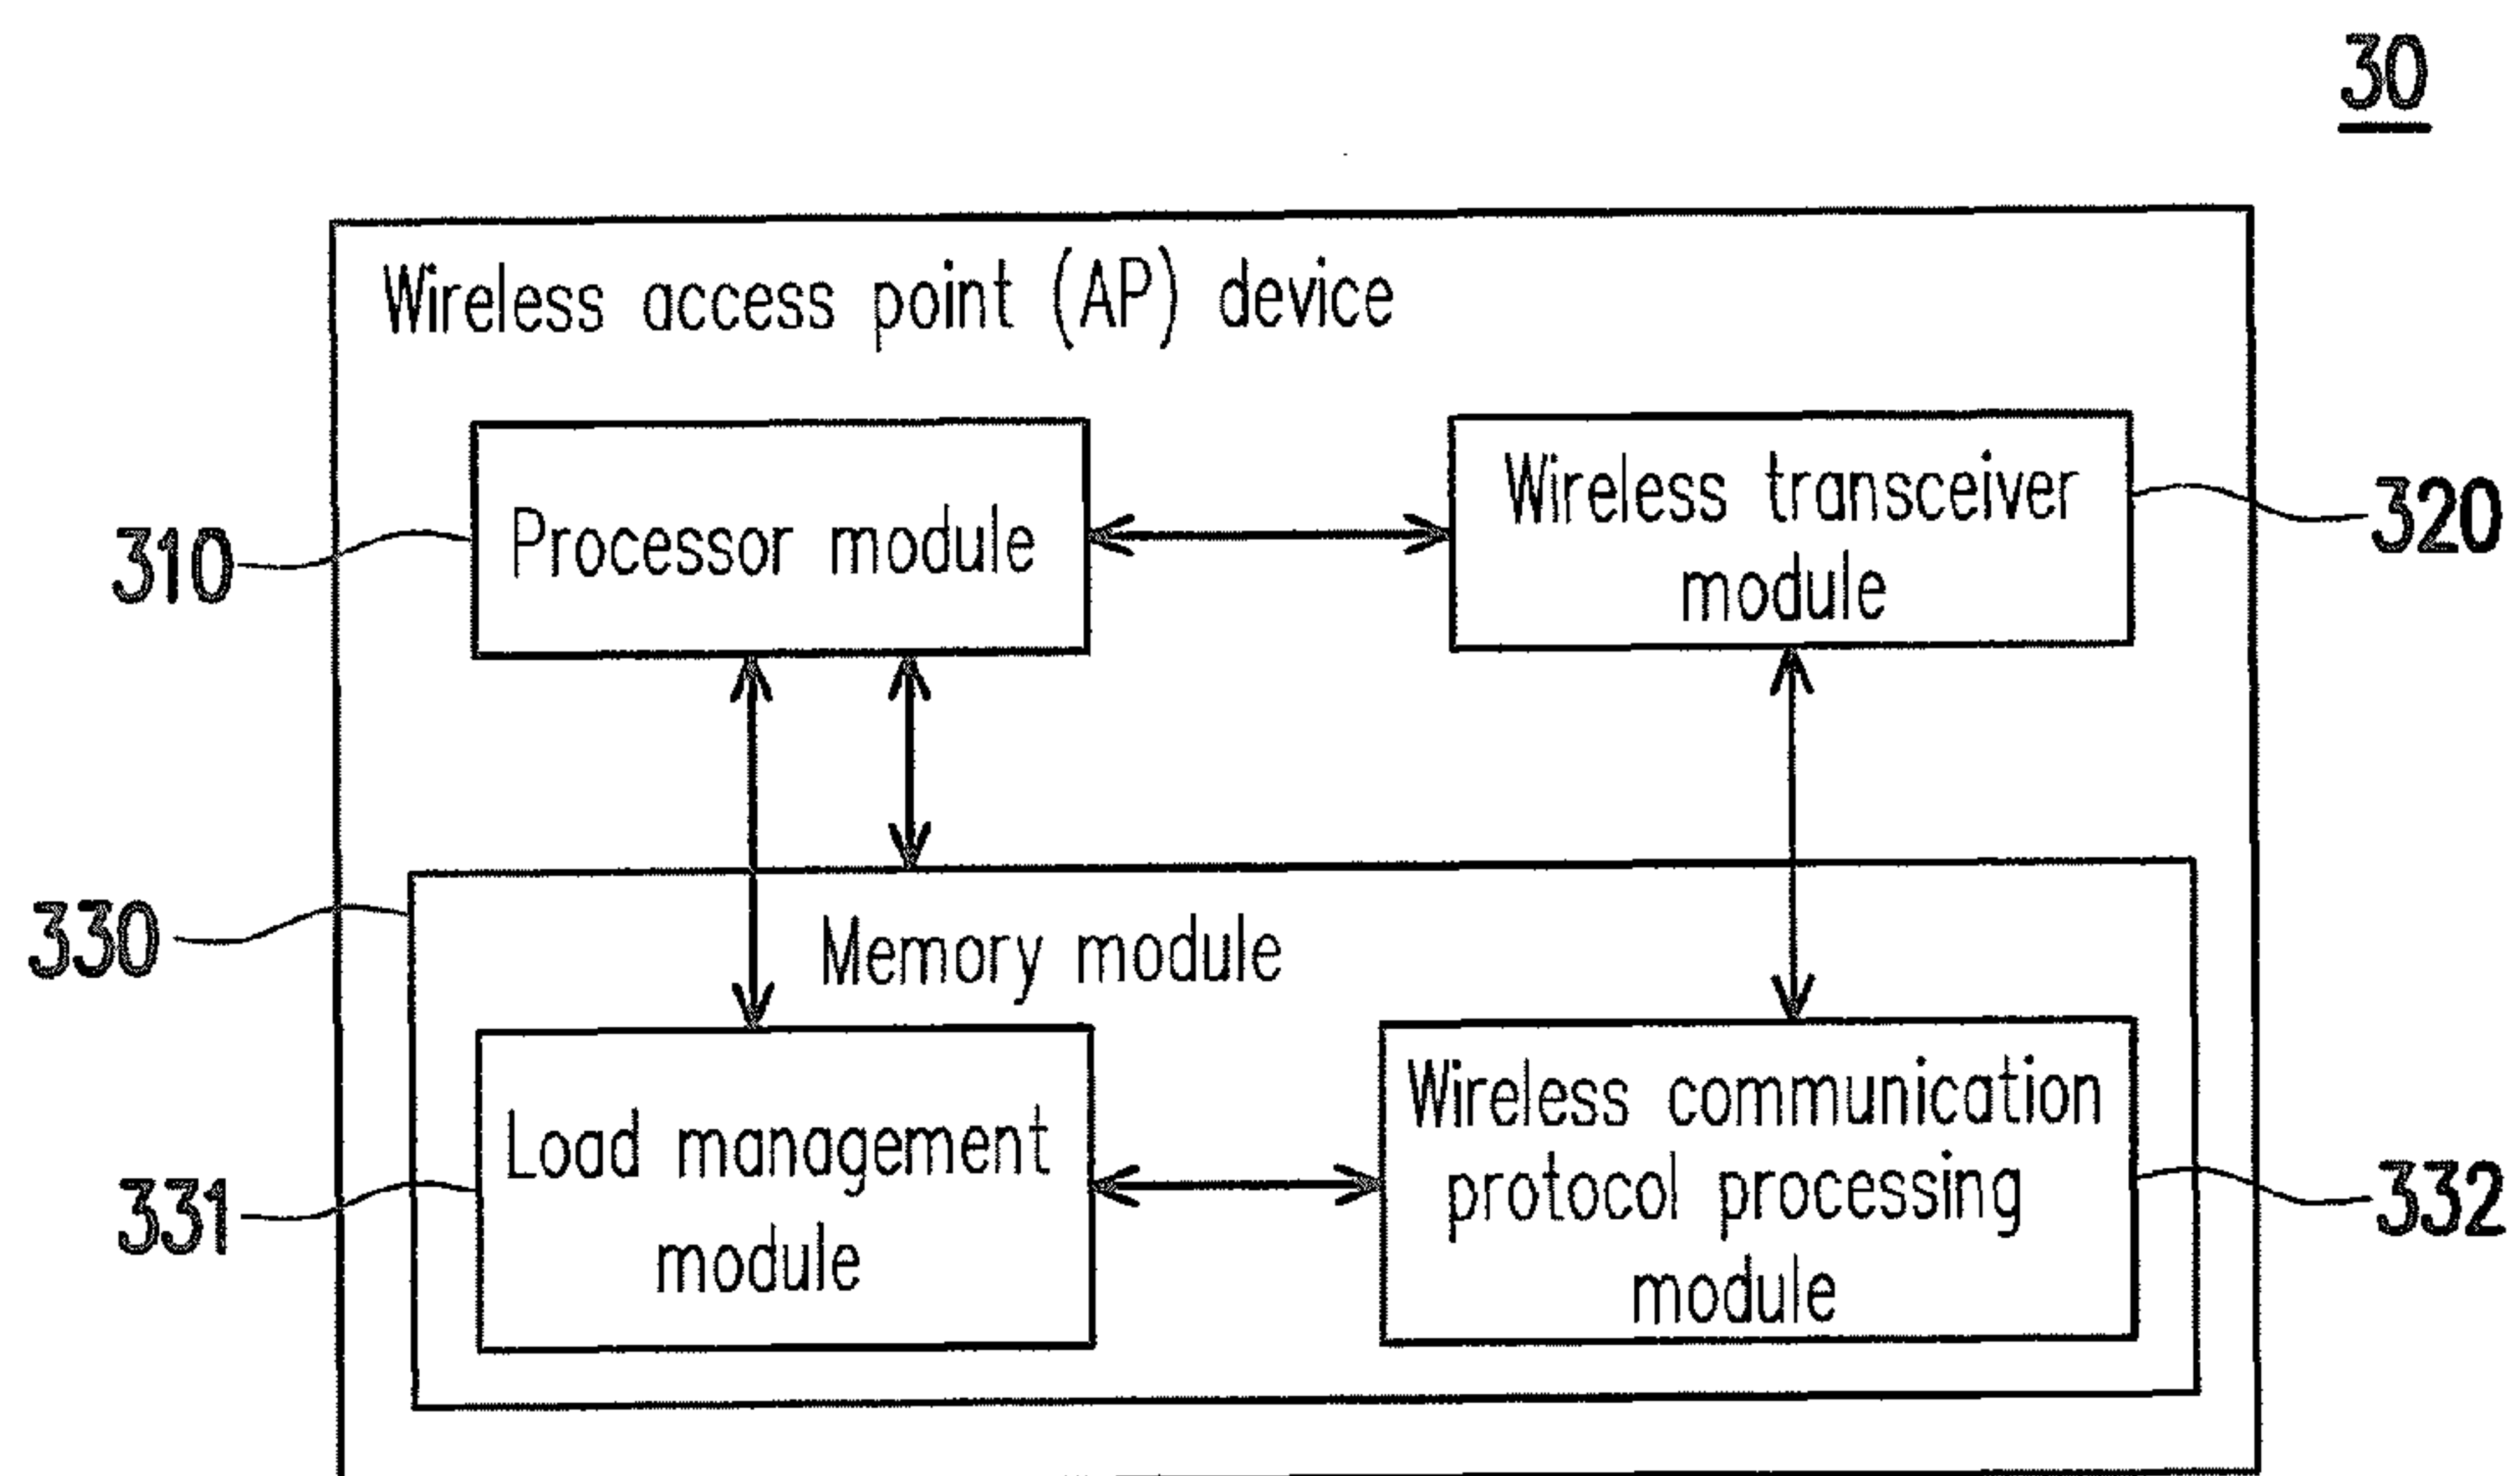 30
Wireless access point (AP) device
Processor module
Wireless transceiver
module
310
320
330
Memory module
Load management
module
Wireless communication
protocol processing
module
331
332